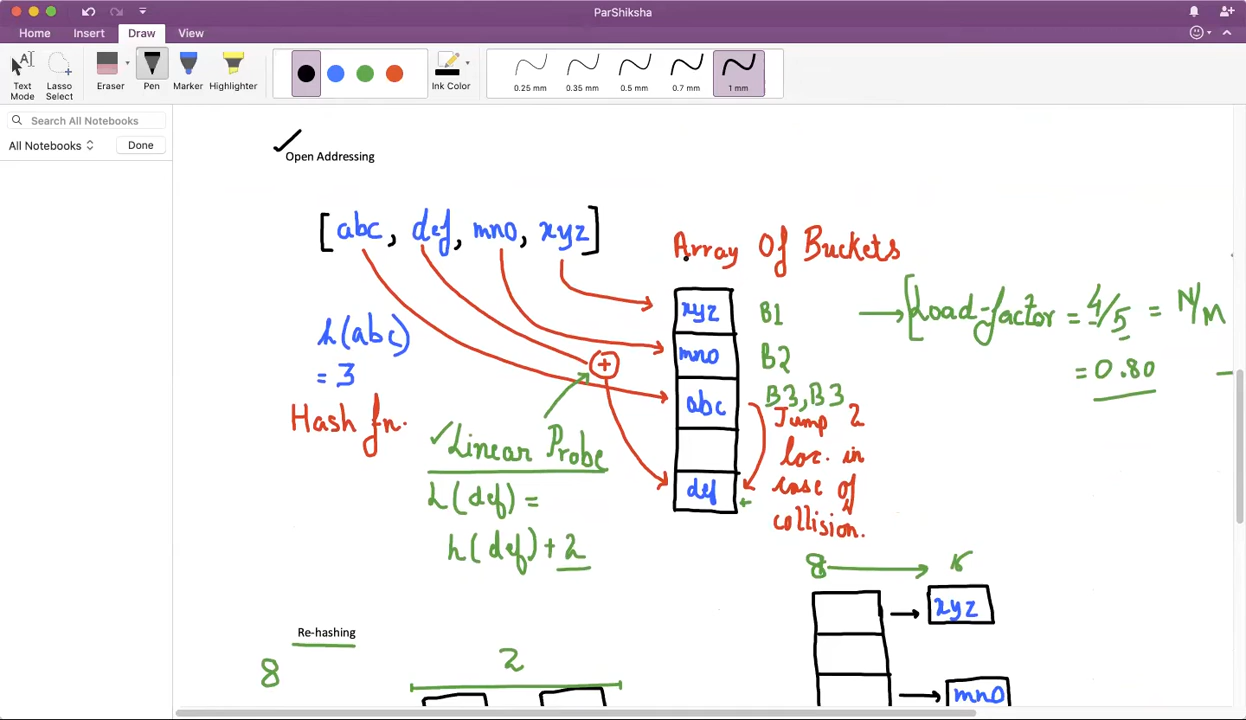 ParShiksha
Home Insert Draw View
Text Mode
Lasso Select
Eraser
Pen
Marker
Highlighter
Ink Color
0.25 mm
0.35 mm
0.5 mm
0.7 mm
1 mm
Search All Notebooks
All Notebooks
Done
Open Addressing
[abc, def, mno, xyz]
Array Of Buckets
xyz B1
mno B2
abc B3, B3
def
Load-factor = 4/5 = N/M
= 0.80
h(abc)
= 3
Hash fn.
+
Linear Probe
h(def) =
h(def) + 2
Jump 2
loc. in
case of
collision.
Re-hashing
8
2
8
xyz
mno